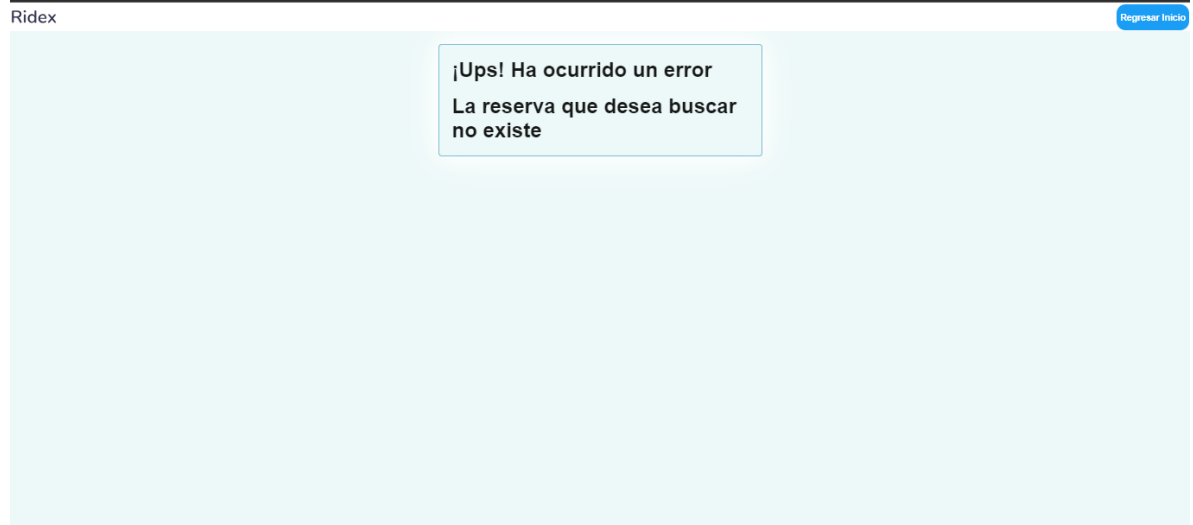 Ridex
Regresar Inicio
¡Ups! Ha ocurrido un error
La reserva que desea buscar
no existe